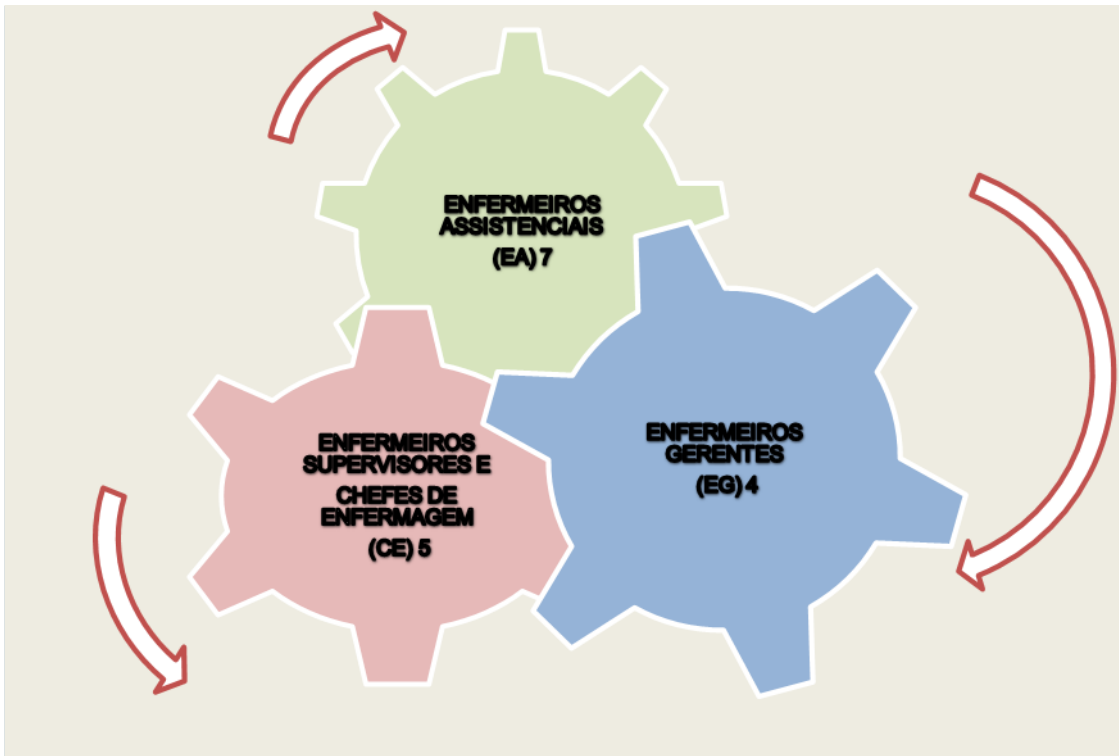 ENFERMEIROS
ASSISTENCIAIS
(EA) 7
ENFERMEIROS
SUPERVISORES E
CHEFES DE
ENFERMAGEM
(CE) 5
ENFERMEIROS
GERENTES
(EG) 4